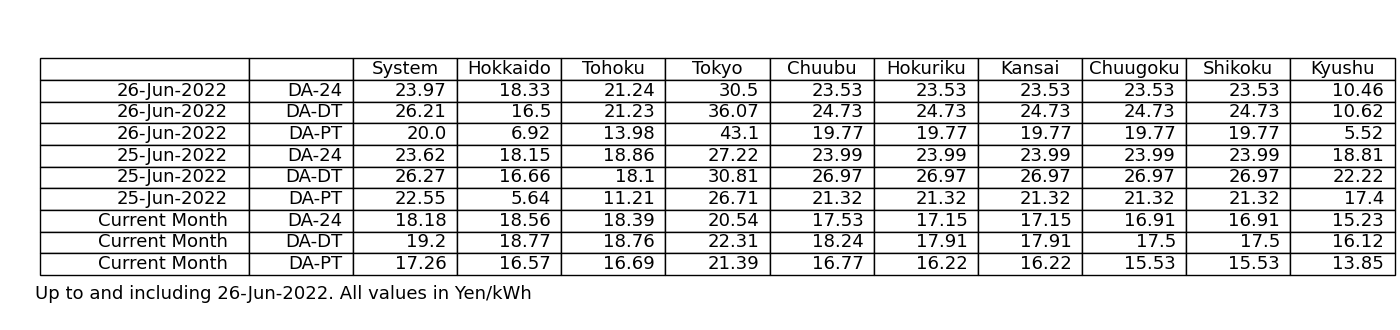 System Hokkaido Tohoku Tokyo Chuubu Hokuriku Kansai Chuugoku Shikoku Kyushu
26-Jun-2022 DA-24 23.97 18.33 21.24 30.5 23.53 23.53 23.53 23.53 23.53 10.46
26-Jun-2022 DA-DT 26.21 16.5 21.23 36.07 24.73 24.73 24.73 24.73 24.73 10.62
26-Jun-2022 DA-PT 20.0 6.92 13.98 43.1 19.77 19.77 19.77 19.77 19.77 5.52
25-Jun-2022 DA-24 23.62 18.15 18.86 27.22 23.99 23.99 23.99 23.99 23.99 18.81
25-Jun-2022 DA-DT 26.27 16.66 18.1 30.81 26.97 26.97 26.97 26.97 26.97 22.22
25-Jun-2022 DA-PT 22.55 5.64 11.21 26.71 21.32 21.32 21.32 21.32 21.32 17.4
Current Month DA-24 18.18 18.56 18.39 20.54 17.53 17.15 17.15 16.91 16.91 15.23
Current Month DA-DT 19.2 18.77 18.76 22.31 18.24 17.91 17.91 17.5 17.5 16.12
Current Month DA-PT 17.26 16.57 16.69 21.39 16.77 16.22 16.22 15.53 15.53 13.85
Up to and including 26-Jun-2022. All values in Yen/kWh